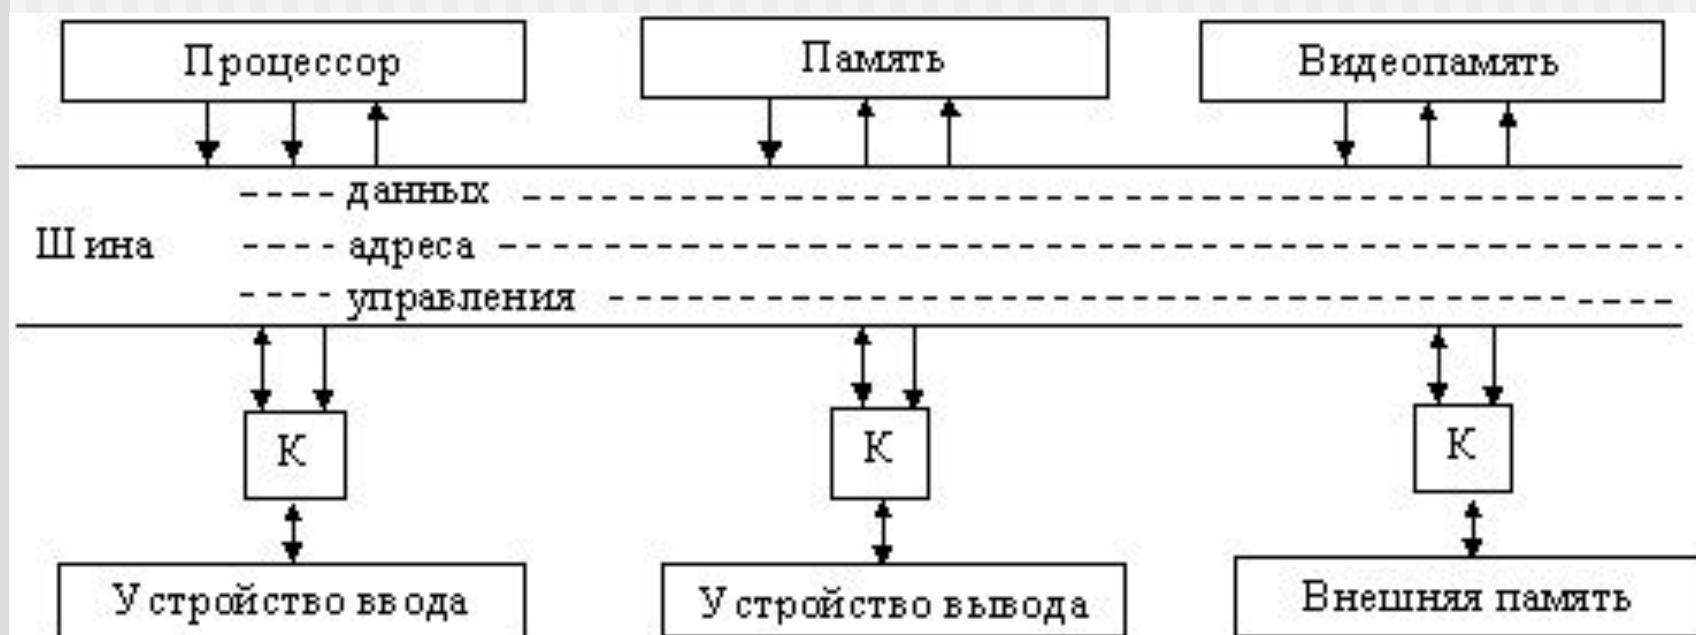 Процессор
Память
Видеопамять
данных
Шина
адреса
управления
К
К
К
Устройство ввода
Устройство вывода
Внешняя память